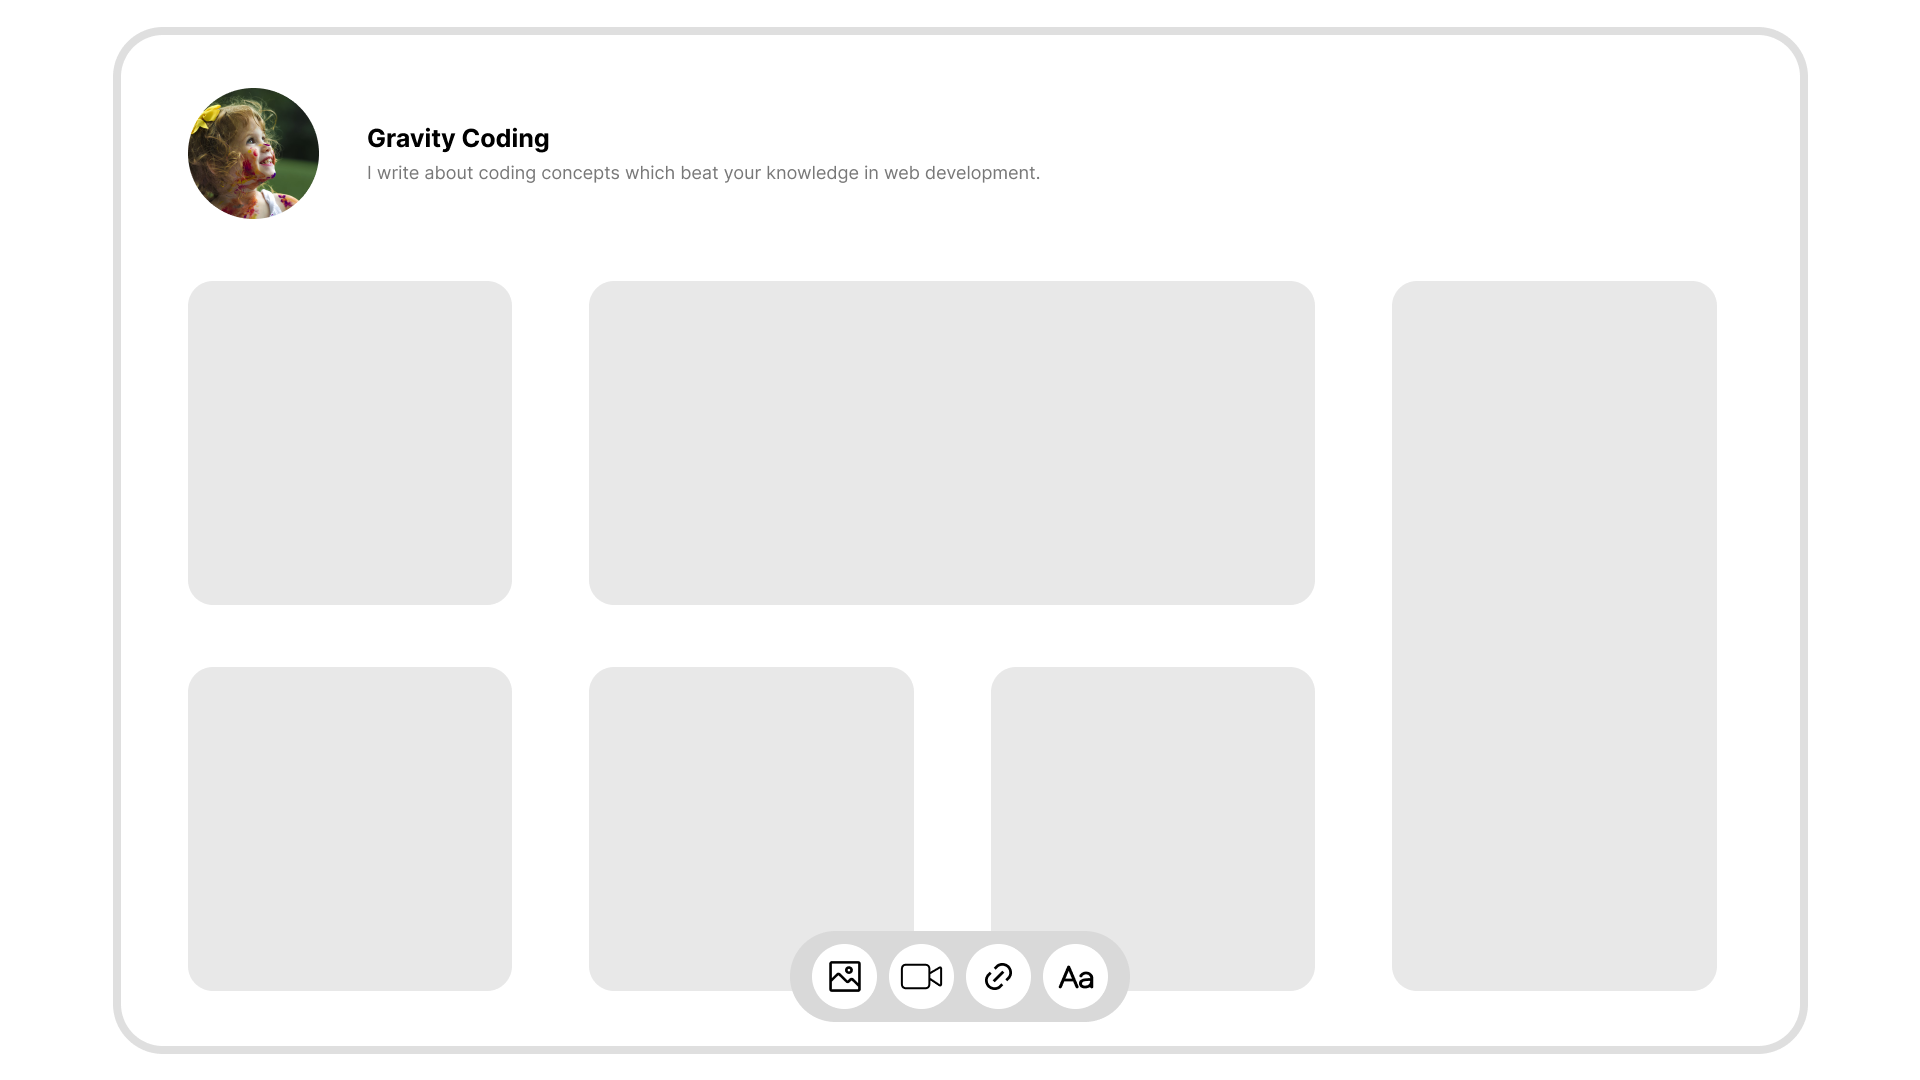 Gravity Coding
I write about coding concepts which beat your knowledge in web development.
Aa